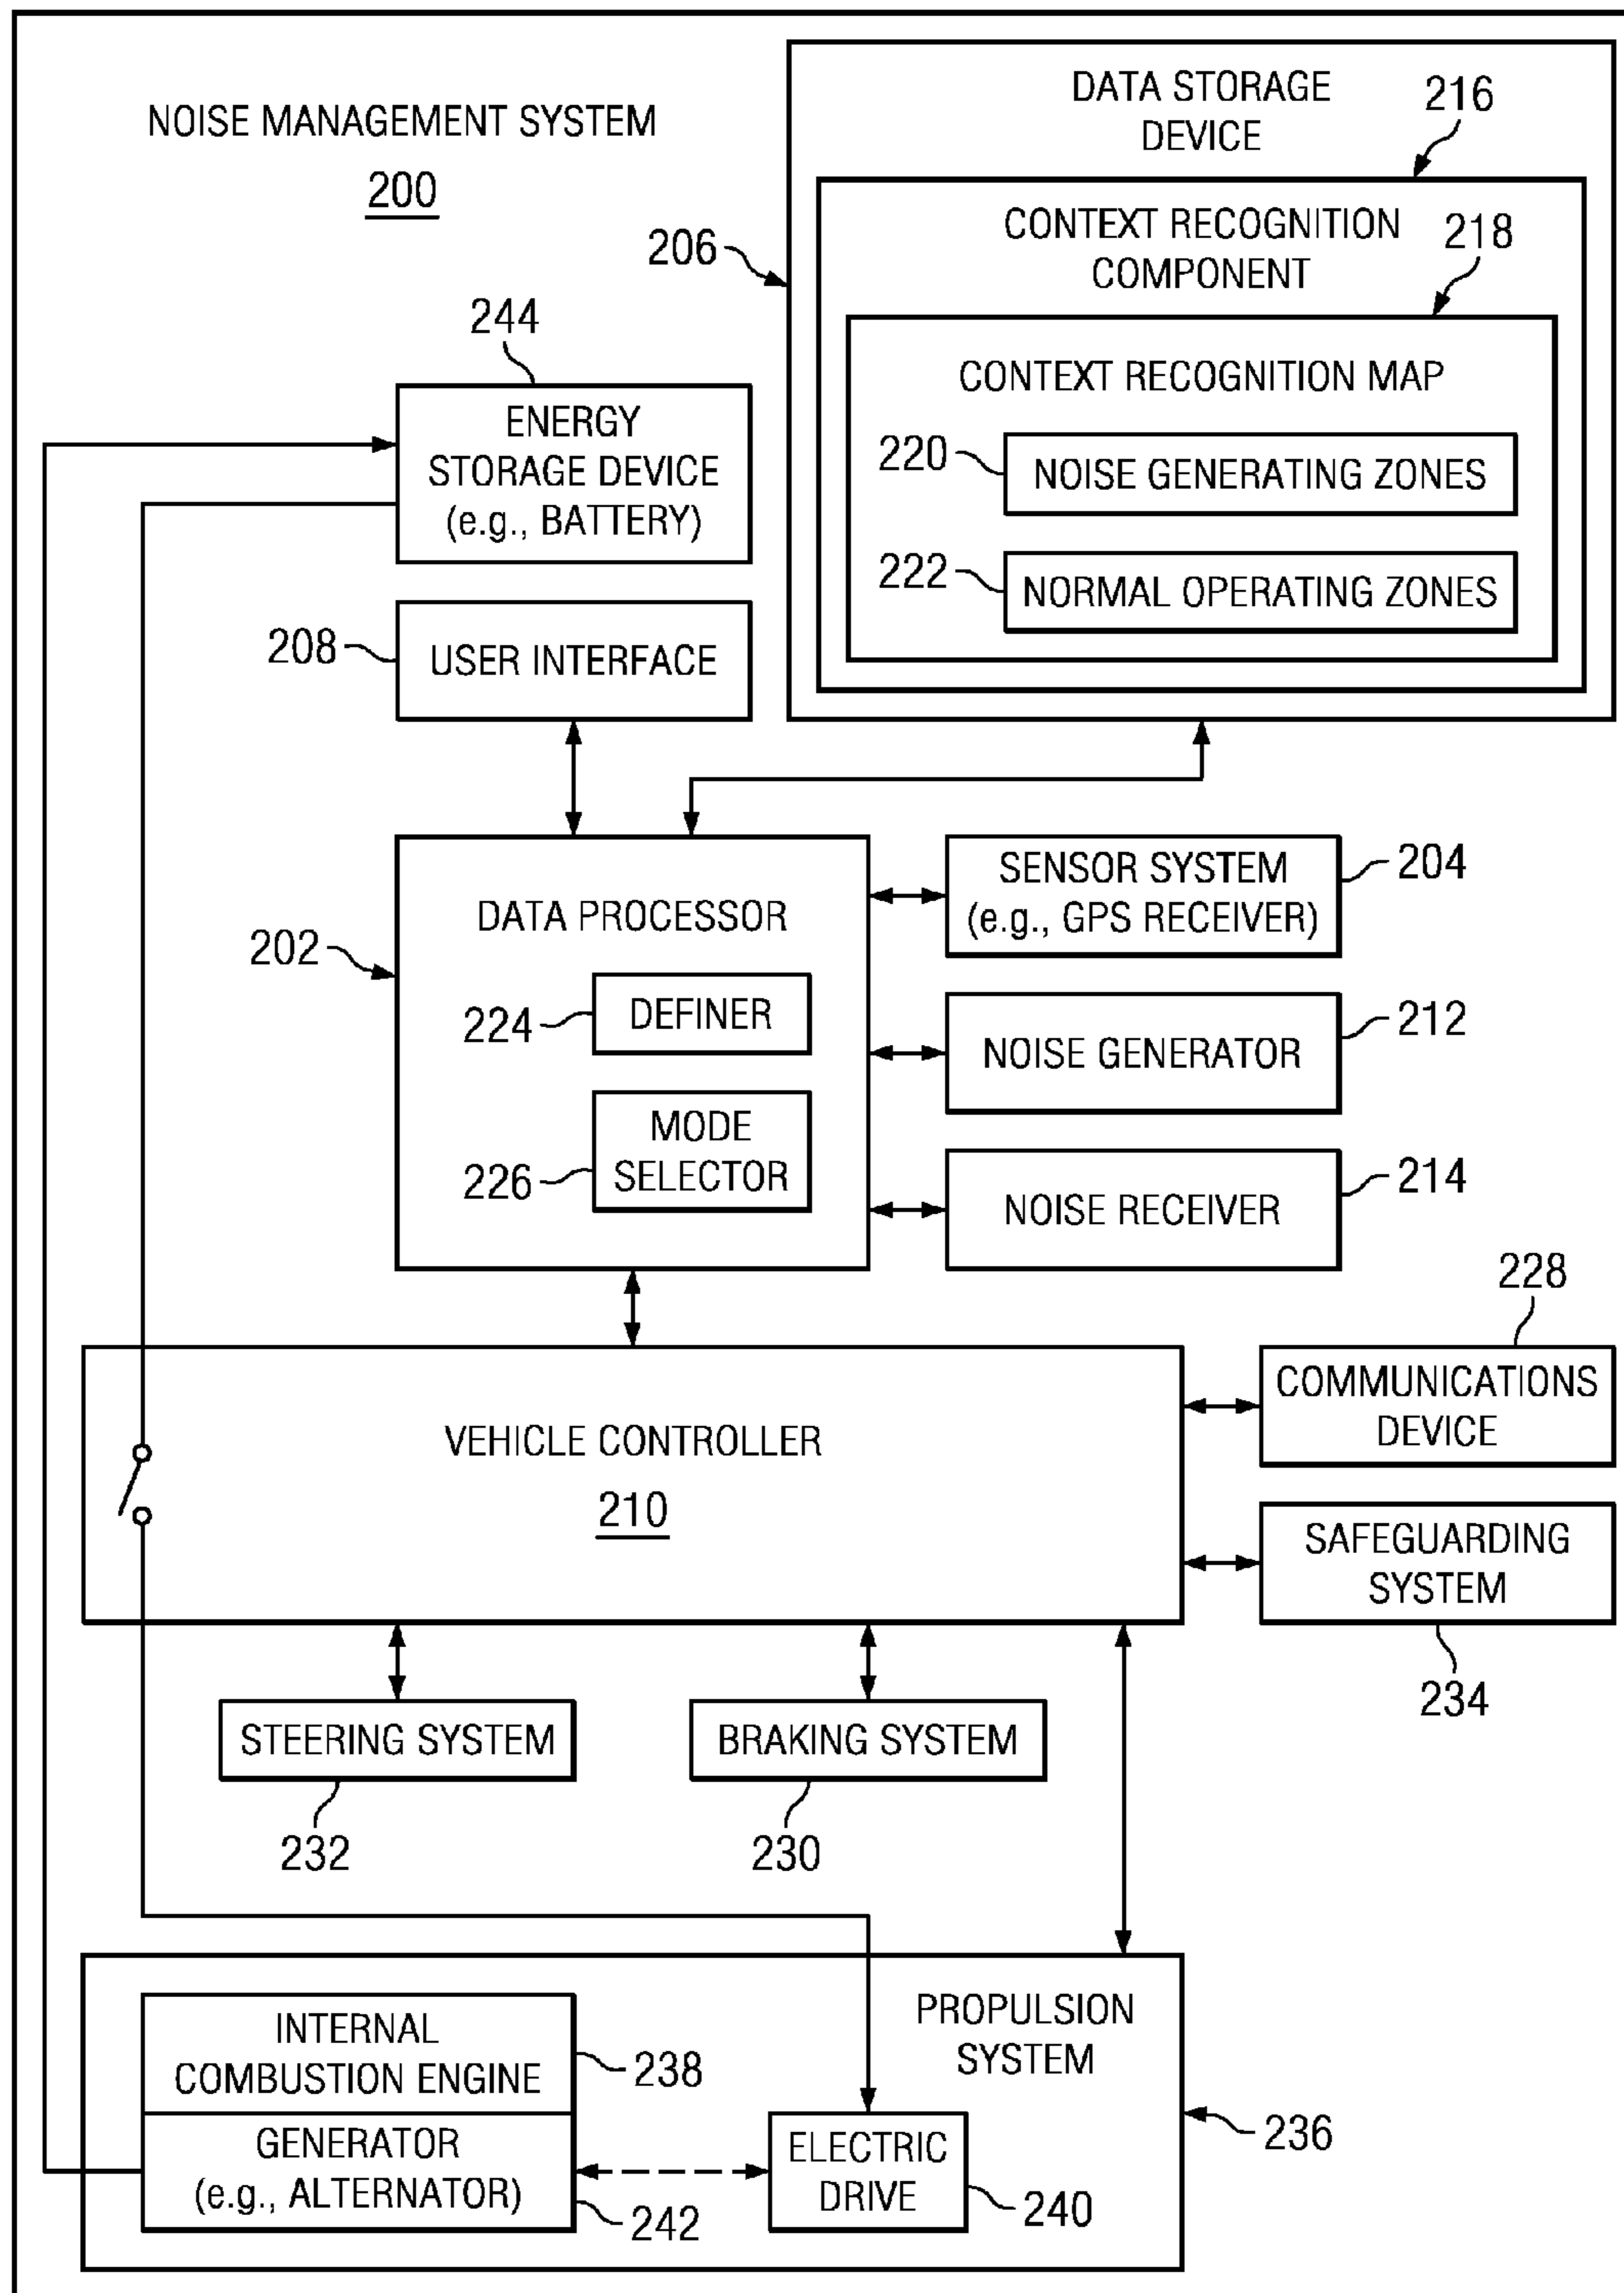 NOISE MANAGEMENT SYSTEM
200
DATA STORAGE
DEVICE
216
206
CONTEXT RECOGNITION
COMPONENT
218
CONTEXT RECOGNITION MAP
220
NOISE GENERATING ZONES
222
NORMAL OPERATING ZONES
244
ENERGY
STORAGE DEVICE
(e.g., BATTERY)
208
USER INTERFACE
202
DATA PROCESSOR
224
DEFINER
226
MODE
SELECTOR
SENSOR SYSTEM
(e.g., GPS RECEIVER)
204
NOISE GENERATOR
212
NOISE RECEIVER
214
228
COMMUNICATIONS
DEVICE
VEHICLE CONTROLLER
210
SAFEGUARDING
SYSTEM
234
STEERING SYSTEM
232
BRAKING SYSTEM
230
PROPULSION
SYSTEM
236
INTERNAL
COMBUSTION ENGINE
238
GENERATOR
(e.g., ALTERNATOR)
242
ELECTRIC
DRIVE
240